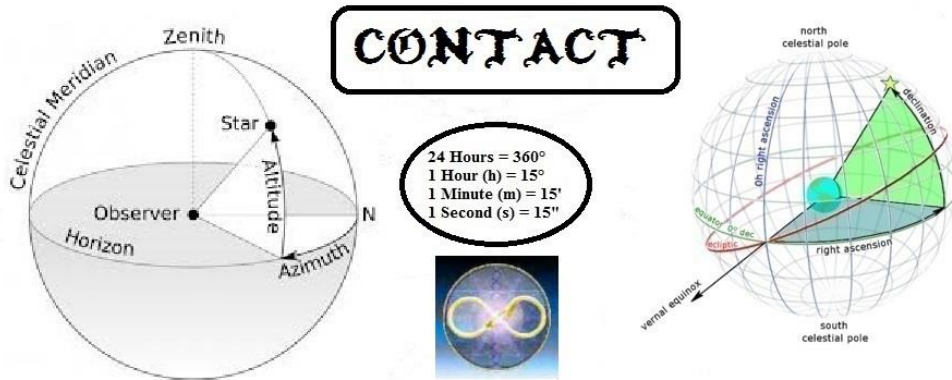 CONTACT
Zenith
Celestial Meridian
Star
Altitude
Observer
N
Horizon
Azimuth
24 Hours = 360°
1 Hour (h) = 15°
1 Minute (m) = 15'
1 Second (s) = 15"
north
celestial pole
declination
0h right ascension
equator 0° dec
ecliptic
right ascension
vernal equinox
south
celestial pole